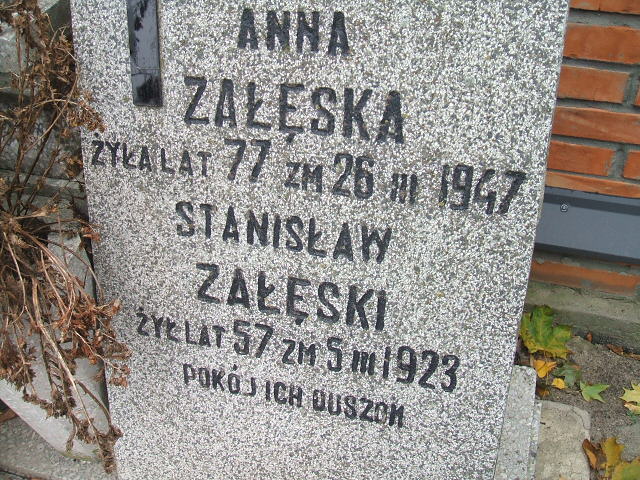 ANNA
ZAŁĘSKA
ŻYŁA LAT 77 ZM 26 III 1947
STANISŁAW
ZAŁĘSKI
ŻYŁ LAT 57 ZM 5 III 1923
POKÓJ ICH DUSZOM